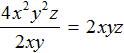 4x²y²z / 2xy = 2xyz